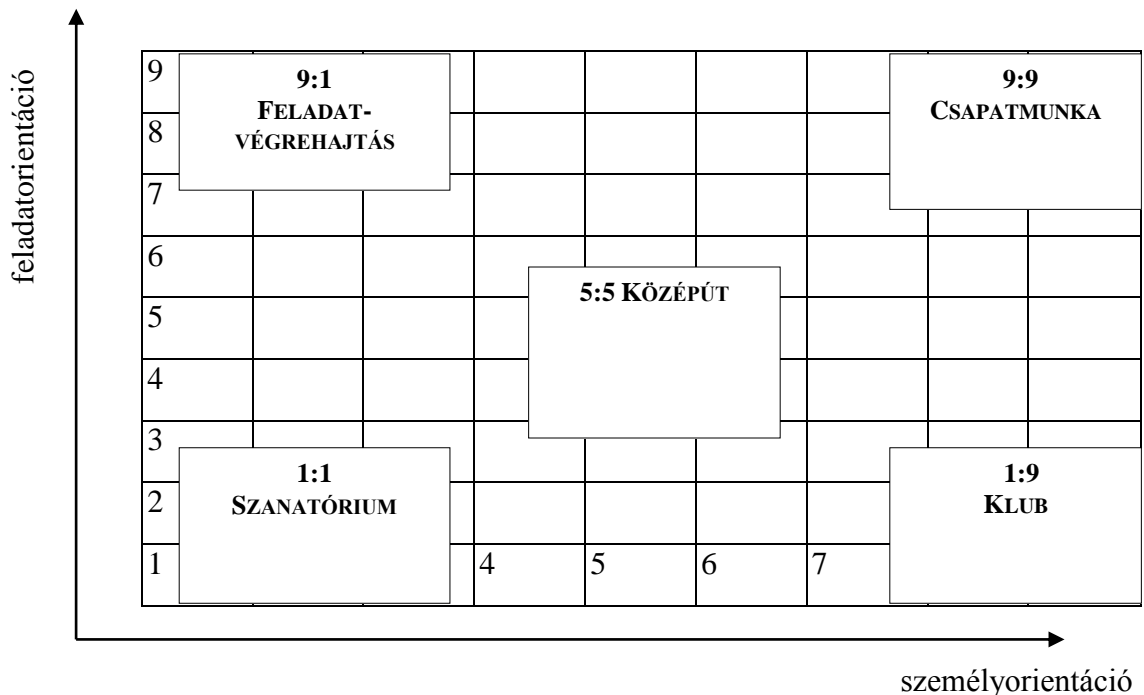 feladatorientáció
9
9:1
FELADAT-
VÉGREHAJTÁS
9:9
CSAPATMUNKA
8
7
6
5:5 KÖZÉPÚT
5
4
3
1:1
SZANATÓRIUM
1:9
KLUB
2
1 4 5 6 7
személyorientáció